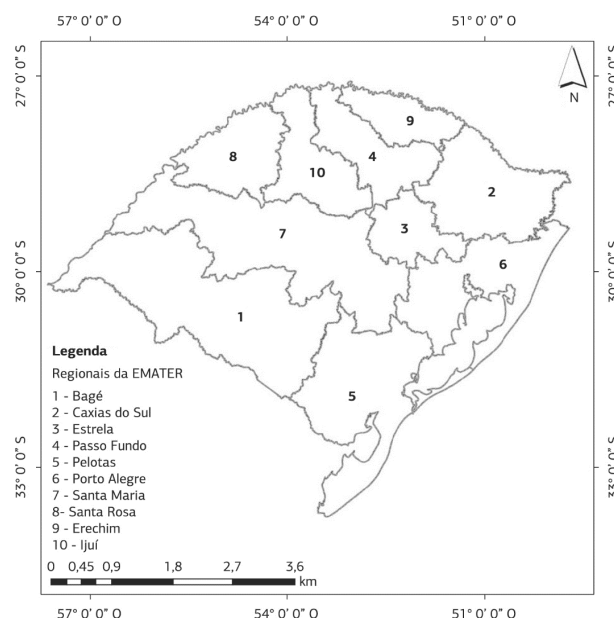 57° 0' 0" O 54° 0' 0" O 51° 0' 0" O
27° 0' 0" S
27° 0' 0" S
N
9
8
4
10
2
3
7
6
30° 0' 0" S
30° 0' 0" S
1
Legenda
Regionais da EMATER
1 - Bagé
2 - Caxias do Sul
3 - Estrela
4 - Passo Fundo
5 - Pelotas
6 - Porto Alegre
7 - Santa Maria
8- Santa Rosa
9 - Erechim
10 - Ijuí
5
33° 0' 0" S
33° 0' 0" S
0 0,45 0,9 1,8 2,7 3,6
km
57° 0' 0" O 54° 0' 0" O 51° 0' 0" O